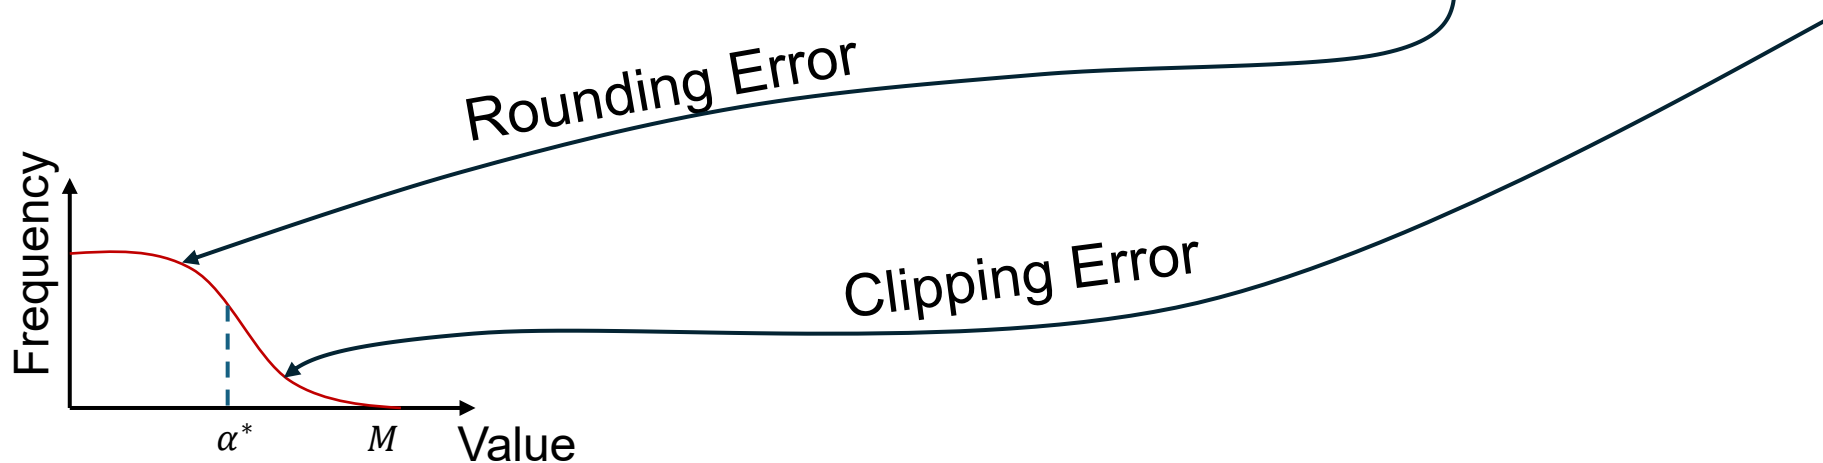 Rounding Error
Clipping Error
Frequency
α*
M
Value